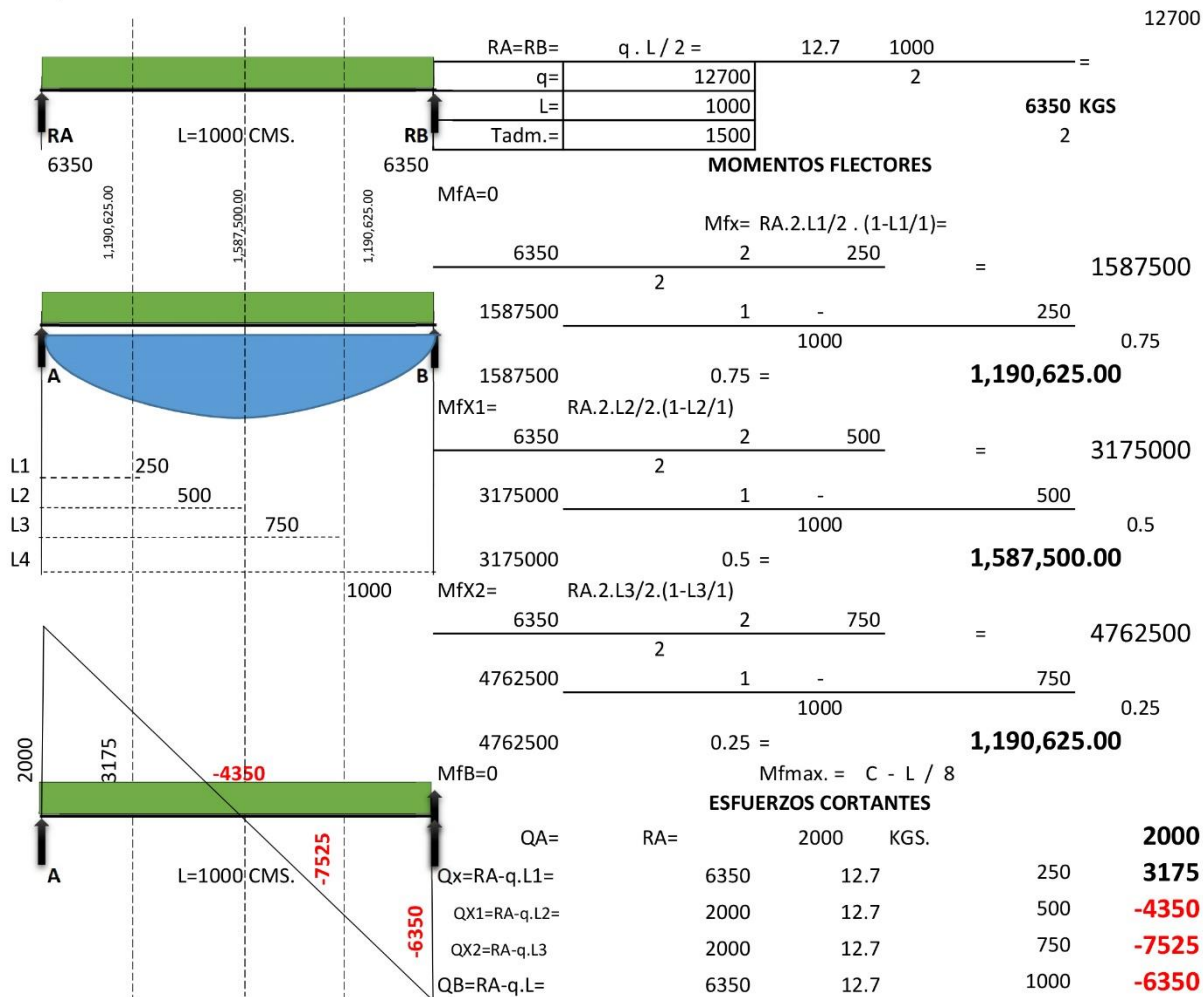 12700
RA=RB= q . L / 2 = 12.7 1000 =
q= 12700 2
L= 1000 6350 KGS
RA L=1000 CMS. RB Tadm.= 1500 2
6350 6350 MOMENTOS FLECTORES
1,190,625.00 1,587,500.00 1,190,625.00
MfA=0
Mfx= RA.2.L1/2 . (1-L1/1)=
6350 2 250 = 1587500
2
1587500 1 - 250
1000 0.75
A B 1587500 0.75 = 1,190,625.00
MfX1= RA.2.L2/2.(1-L2/1)
6350 2 500 = 3175000
L1 250 2
L2 500 3175000 1 - 500
L3 750 1000 0.5
L4 3175000 0.5 = 1,587,500.00
1000 MfX2= RA.2.L3/2.(1-L3/1)
6350 2 750 = 4762500
2
4762500 1 - 750
1000 0.25
4762500 0.25 = 1,190,625.00
2000 3175 -4350 MfB=0 Mfmax. = C - L / 8
ESFUERZOS CORTANTES
QA= RA= 2000 KGS. 2000
A L=1000 CMS. -7525 Qx=RA-q.L1= 6350 12.7 250 3175
QX1=RA-q.L2= 2000 12.7 500 -4350
-6350 QX2=RA-q.L3 2000 12.7 750 -7525
QB=RA-q.L= 6350 12.7 1000 -6350